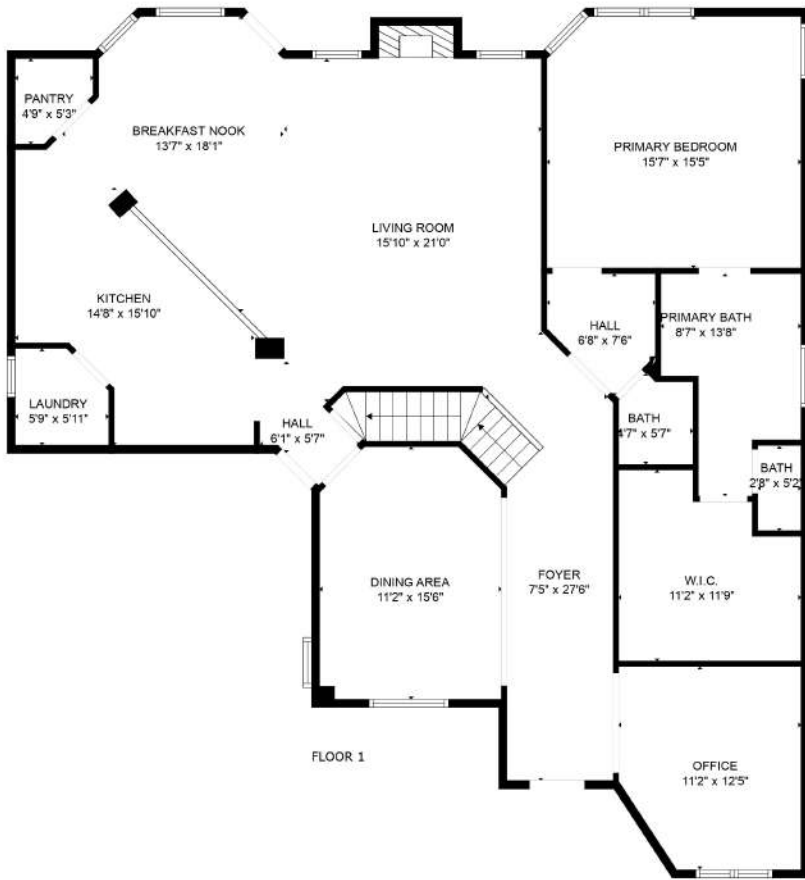 PANTRY
4'9" x 5'3"
BREAKFAST NOOK
13'7" x 18'1"
PRIMARY BEDROOM
15'7" x 15'5"
LIVING ROOM
15'10" x 21'0"
KITCHEN
14'8" x 15'10"
HALL
6'8" x 7'6"
PRIMARY BATH
8'7" x 13'8"
LAUNDRY
5'9" x 5'11"
HALL
6'1" x 5'7"
BATH
4'7" x 5'7"
BATH
2'8" x 5'2"
DINING AREA
11'2" x 15'6"
FOYER
7'5" x 27'6"
W.I.C.
11'2" x 11'9"
FLOOR 1
OFFICE
11'2" x 12'5"